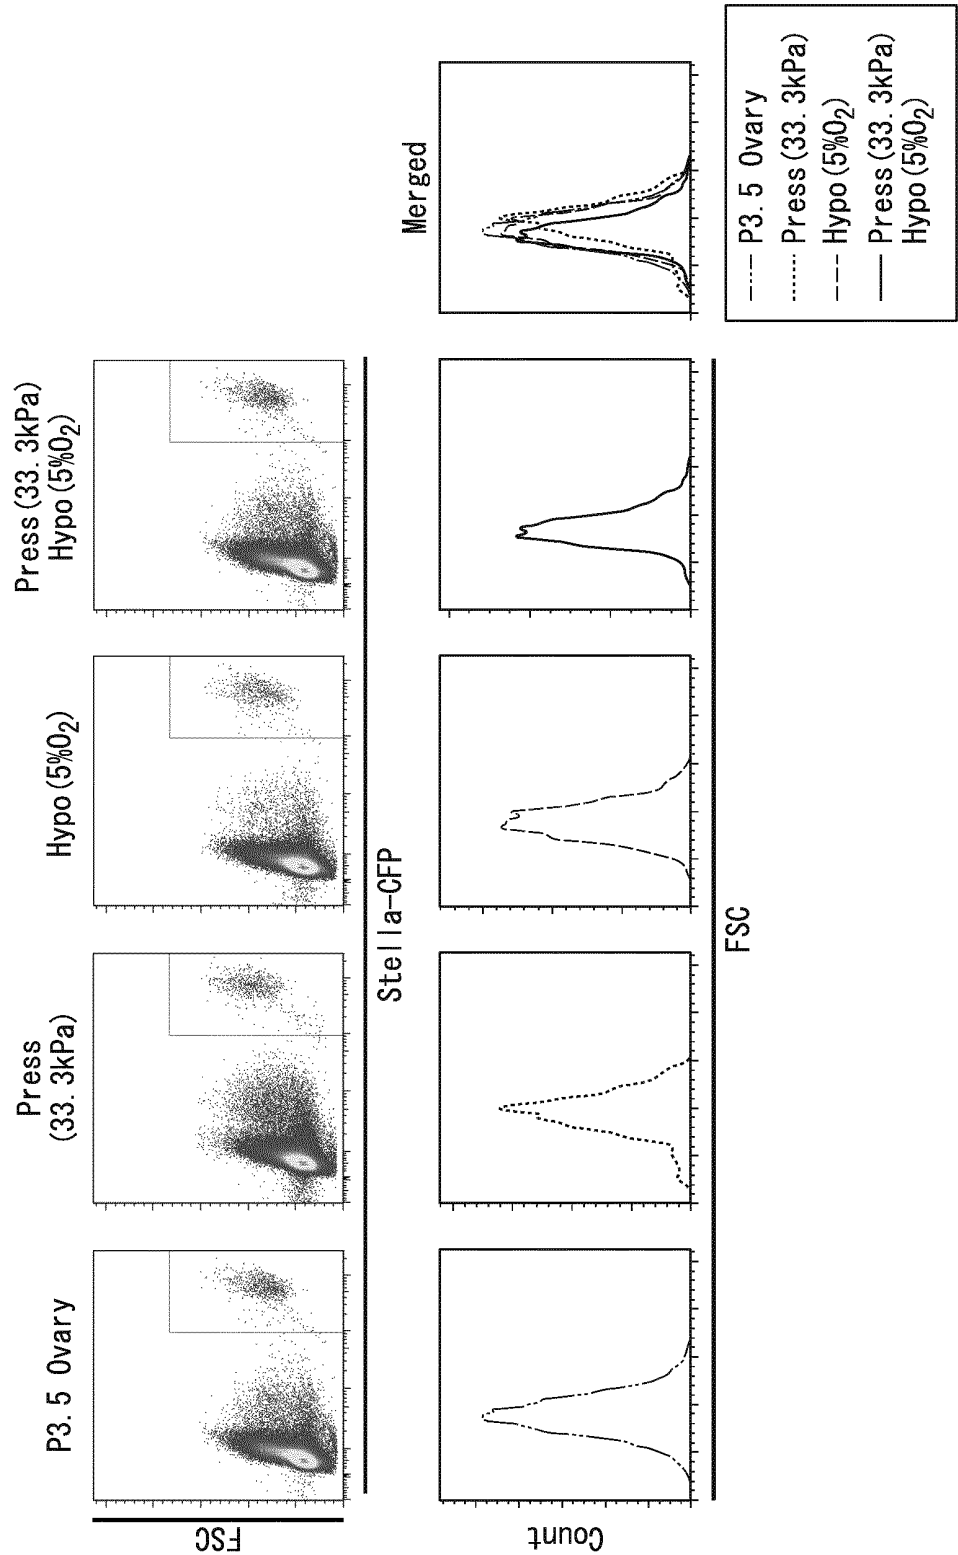 P3.5 Ovary
Press
(33.3kPa)
Hypo(5%O2)
Press(33.3kPa)
Hypo(5%O2)
FSC
Stella-CFP
Merged
Count
FSC
P3.5 Ovary
Press(33.3kPa)
Hypo(5%O2)
Press(33.3kPa)
Hypo(5%O2)